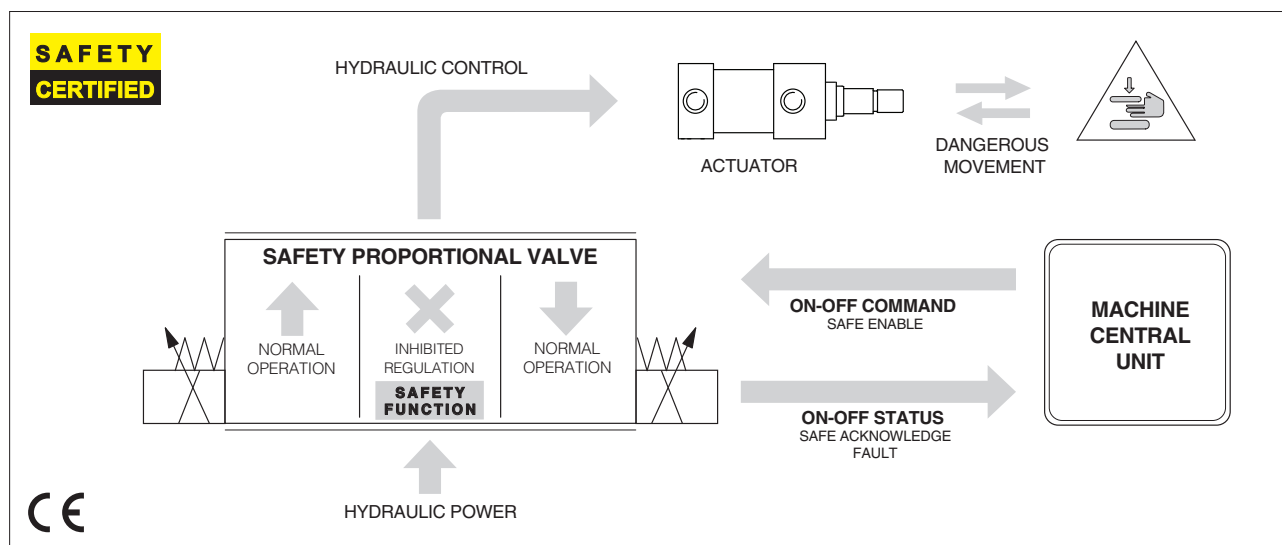 SAFETY
CERTIFIED
HYDRAULIC CONTROL
ACTUATOR
DANGEROUS
MOVEMENT
SAFETY PROPORTIONAL VALVE
NORMAL
OPERATION
INHIBITED
REGULATION
SAFETY
FUNCTION
NORMAL
OPERATION
ON-OFF COMMAND
SAFE ENABLE
ON-OFF STATUS
SAFE ACKNOWLEDGE
FAULT
MACHINE
CENTRAL
UNIT
HYDRAULIC POWER
CE